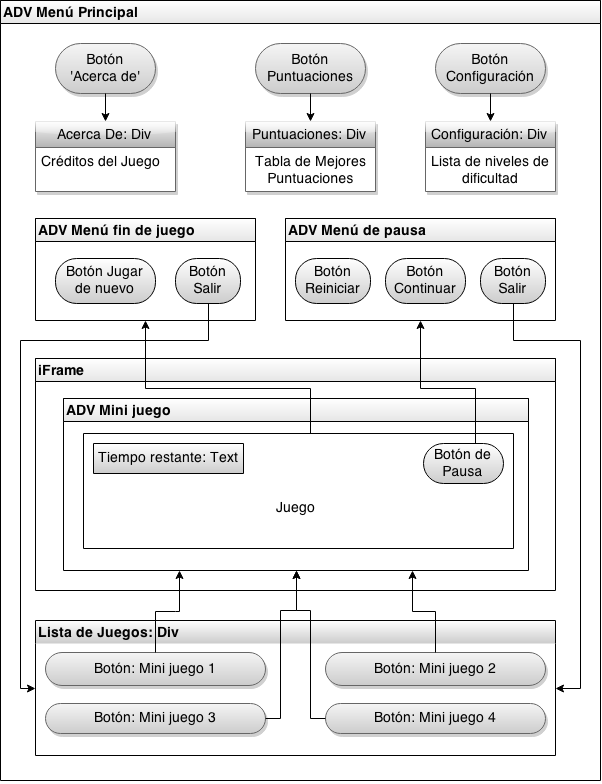 ADV Menú Principal
Botón
'Acerca de'
Botón
Puntuaciones
Botón
Configuración
Acerca De: Div
Créditos del Juego
Puntuaciones: Div
Tabla de Mejores
Puntuaciones
Configuración: Div
Lista de niveles de
dificultad
ADV Menú fin de juego
Botón Jugar
de nuevo
Botón
Salir
ADV Menú de pausa
Botón
Reiniciar
Botón
Continuar
Botón
Salir
iFrame
ADV Mini juego
Tiempo restante: Text
Botón de
Pausa
Juego
Lista de Juegos: Div
Botón: Mini juego 1
Botón: Mini juego 2
Botón: Mini juego 3
Botón: Mini juego 4